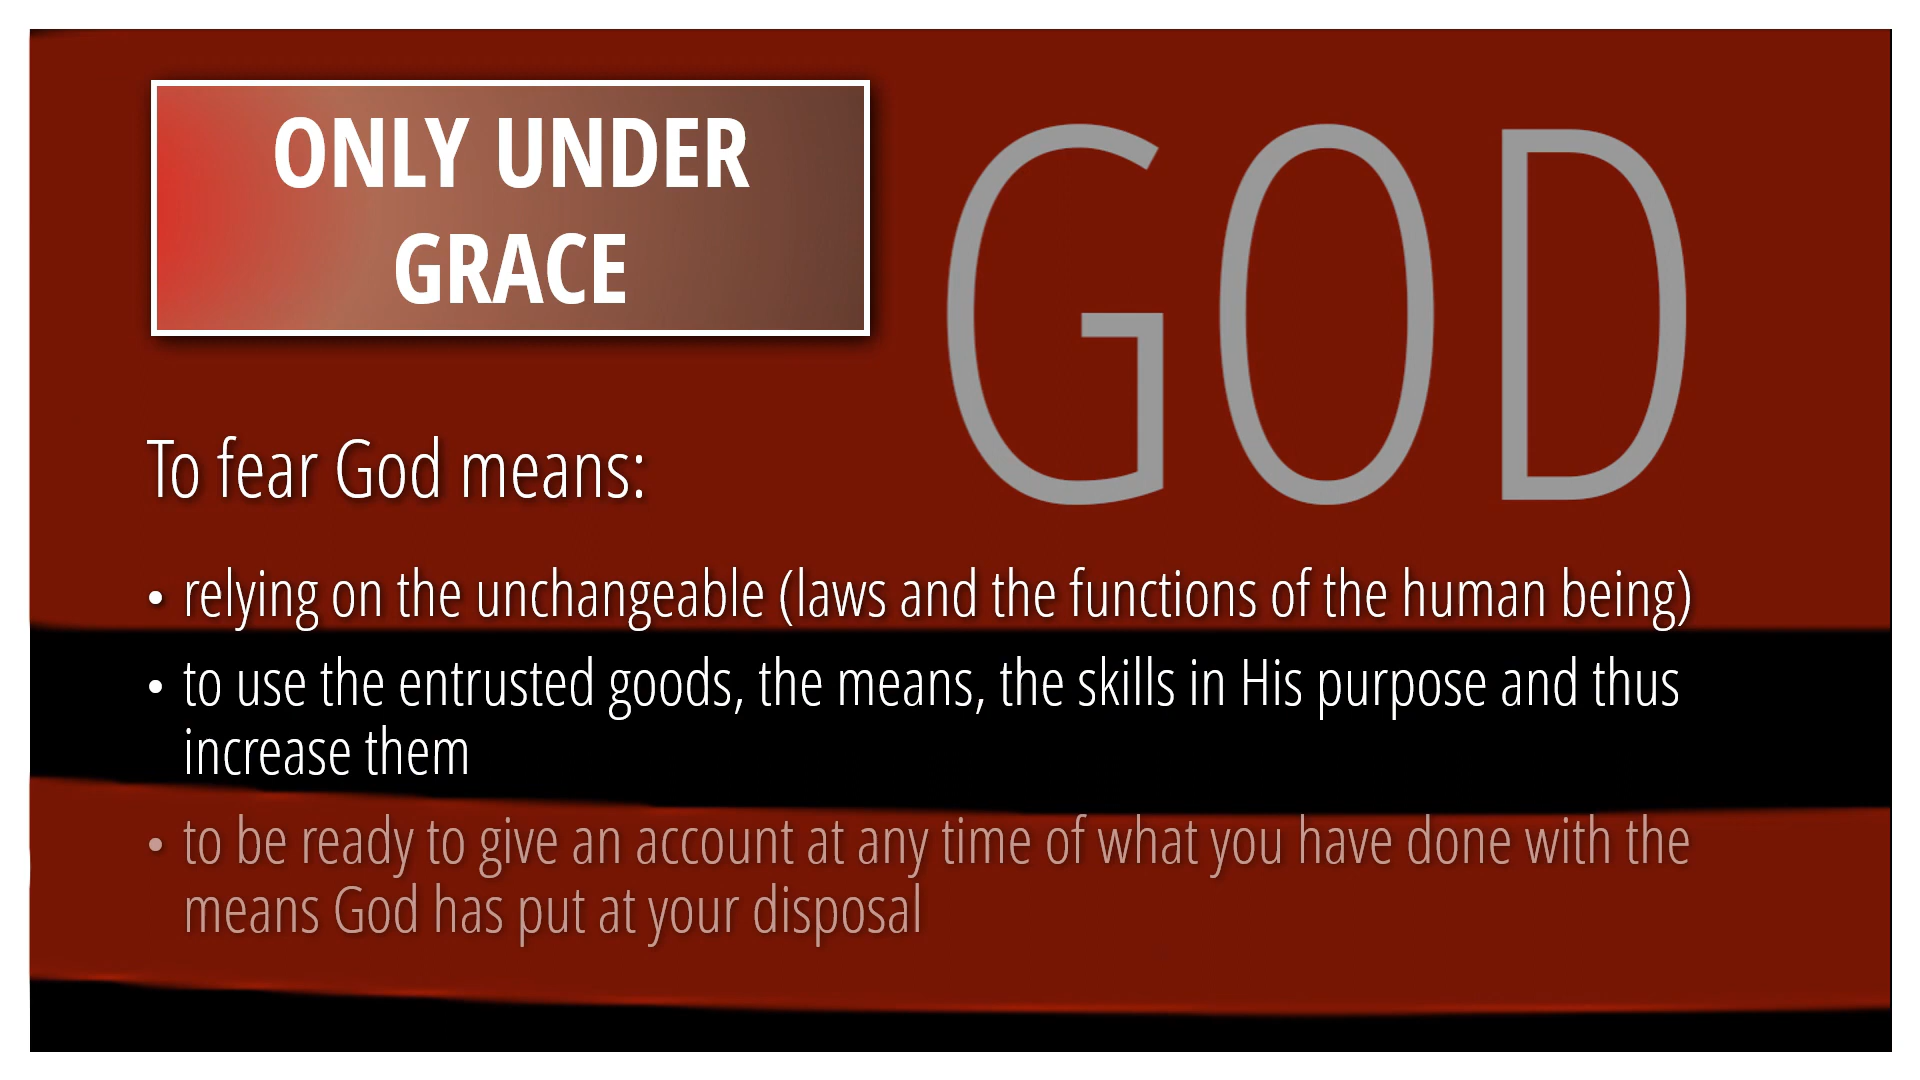 ONLY UNDER
GRACE
GOD
To fear God means:
• relying on the unchangeable (laws and the functions of the human being)
• to use the entrusted goods, the means, the skills in His purpose and thus
increase them
• to be ready to give an account at any time of what you have done with the
means God has put at your disposal